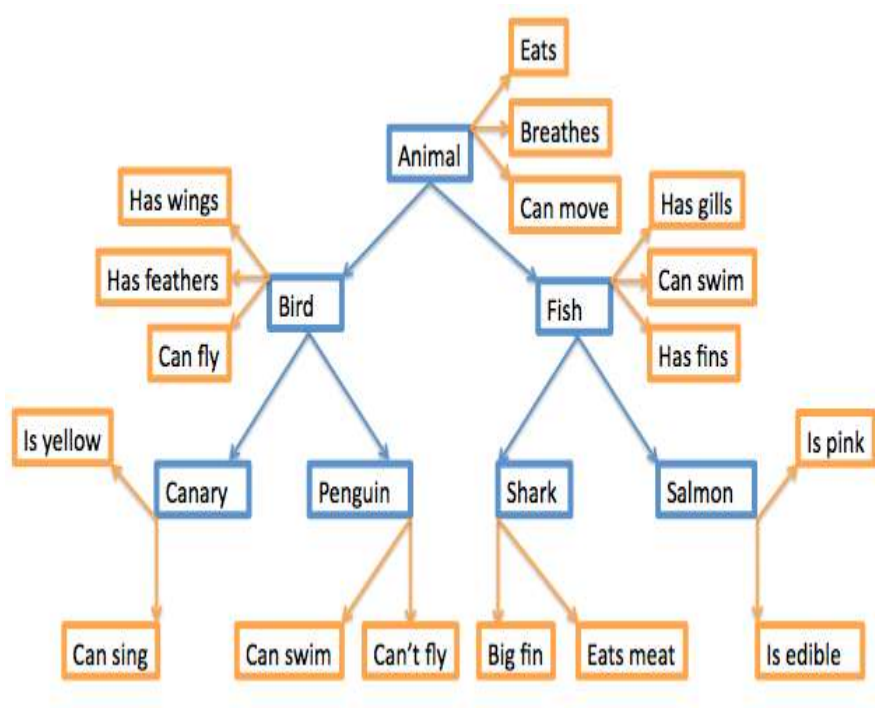 Eats
Breathes
Animal
Can move
Has wings
Has gills
Has feathers
Can swim
Bird
Fish
Can fly
Has fins
Is yellow
Is pink
Canary
Penguin
Shark
Salmon
Can sing
Can swim
Can't fly
Big fin
Eats meat
Is edible